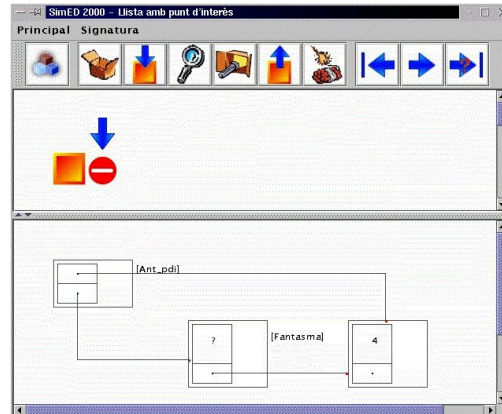 SimED 2000 - Llista amb punt d'interès
Principal Signatura
[Ant_pdi]
? [Fantasma] 4